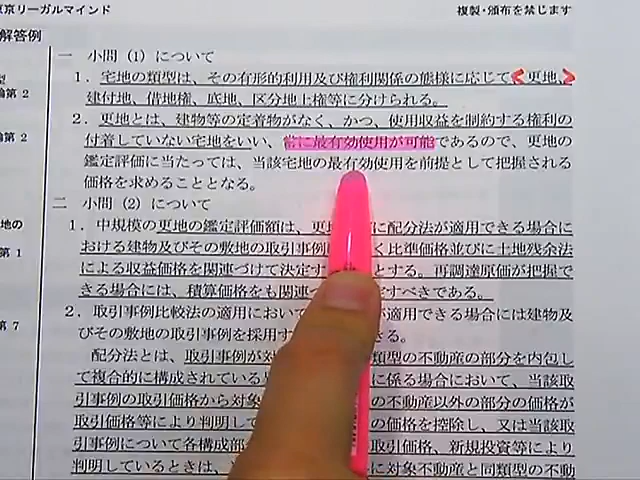 京リーガルマインド
複製・頒布を禁じます
解答例
一 小問(1)について
1.宅地の類型は、その有形的利用及び権利関係の態様に応じて、更地、
論第2
建付地、借地権、底地、区分地上権等に分けられる。
2.更地とは、建物等の定着物がなく、かつ、使用収益を制約する権利の
論第2
付着していない宅地をいい、常に最有効使用が可能であるので、更地の
鑑定評価に当たっては、当該宅地の最有効使用を前提として把握される
価格を求めることとなる。
二 小問(2)について
地の
1.中規模の更地の鑑定評価額は、更地 に配分法が適用できる場合に
第1
おける建物及びその敷地の取引事例 く比準価格並びに土地残余法
による収益価格を関連づけて決定す とする。再調達原価が把握で
きる場合には、積算価格をも関連づ すべきである。
2.取引事例比較法の適用におい 適用できる場合には建物及
第7
びその敷地の取引事例を採用す きる。
配分法とは、取引事例が対 類型の不動産の部分を内包し
て複合的に構成されている に係る場合において、当該取
引事例の取引価格から対象 の不動産以外の部分の価格が
取引価格等により判明して の価格を控除し、又は当該取
引事例について各構成部 取引価格、新規投資等により
判明しているときは、 に対象不動産と同類型の不動